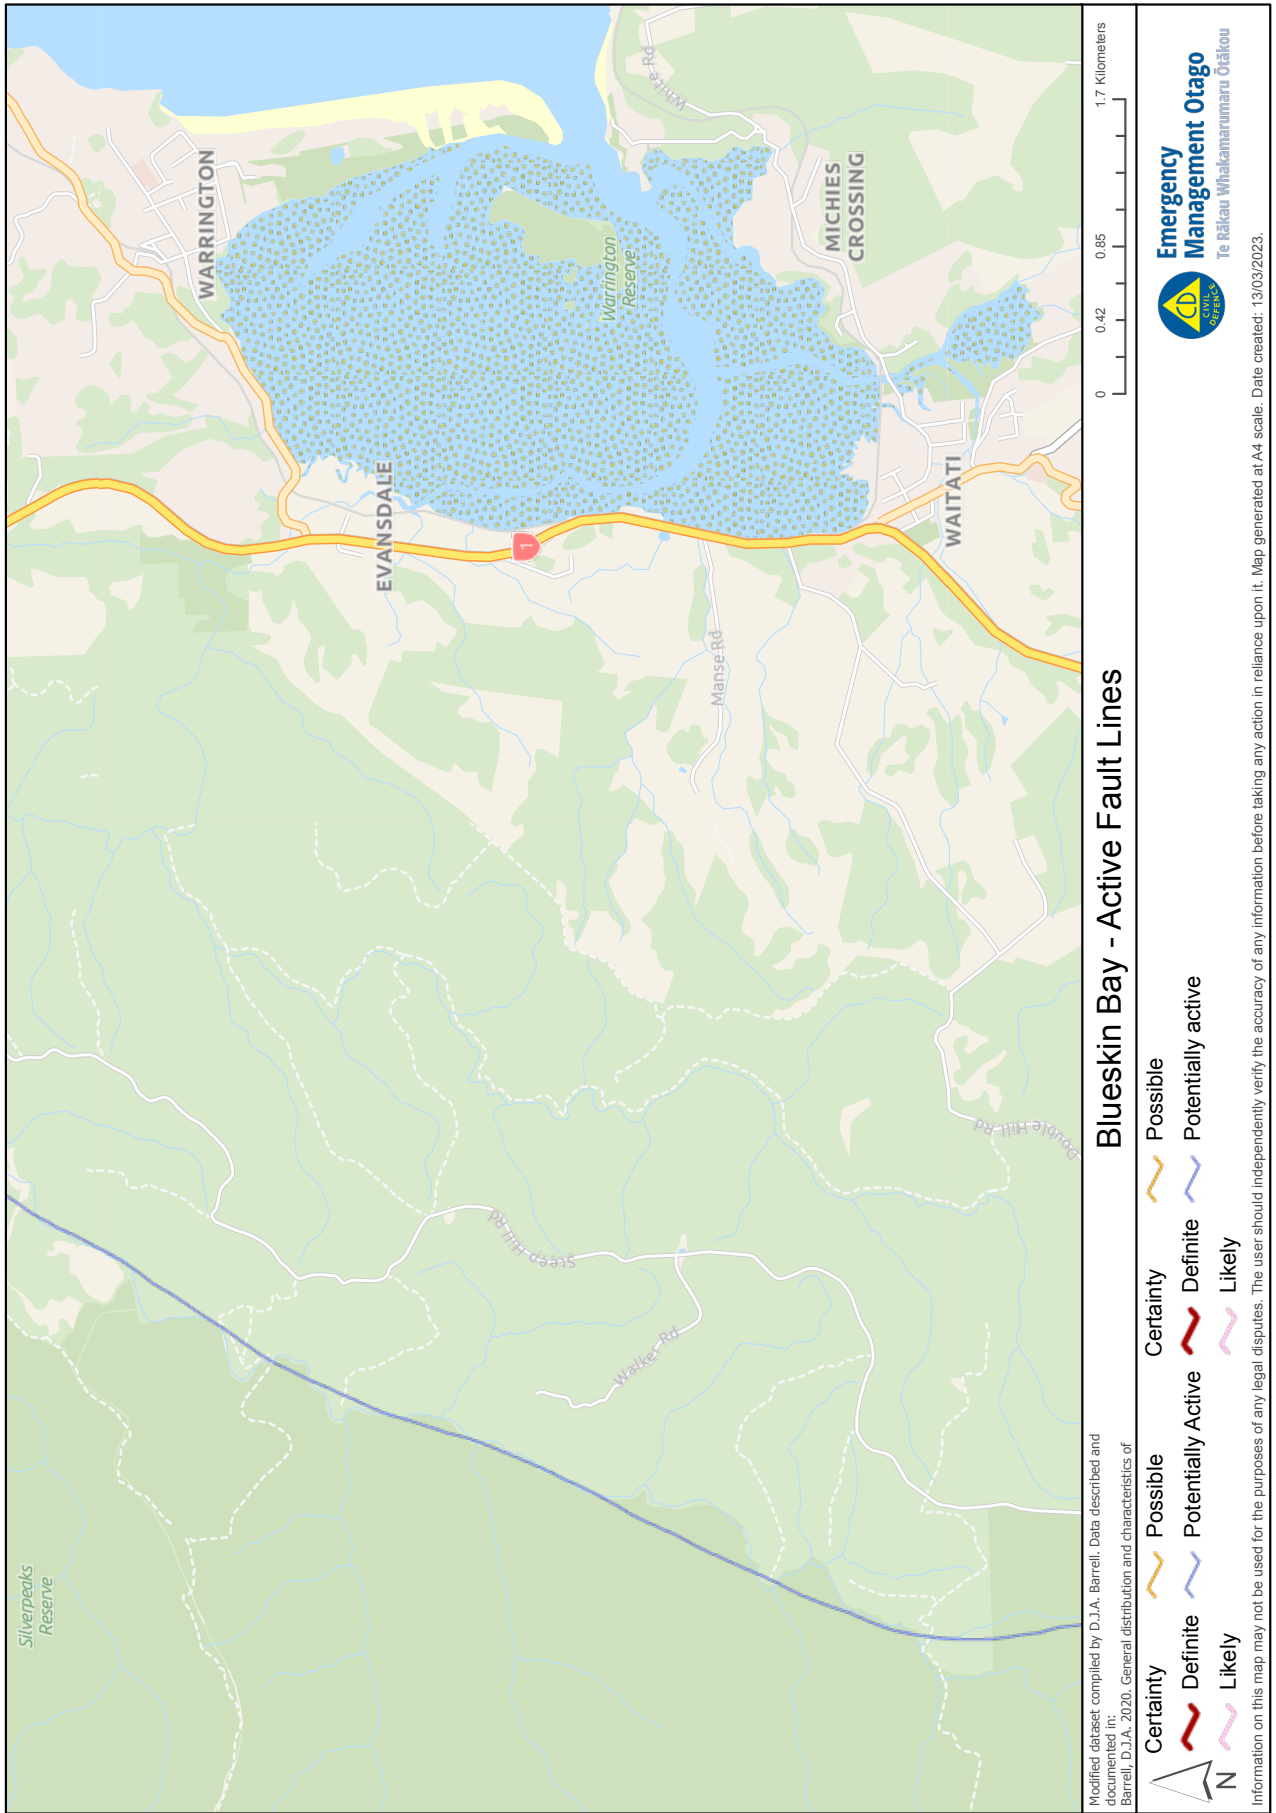 Silverpeaks
Reserve
WARRINGTON
White Rd
EVANSDALE
1
Warrington
Reserve
MICHIES
CROSSING
Manse Rd
WAITATI
Steep Hill Rd
Walker Rd
Double Hill Rd
Modified dataset compiled by D.J.A. Barrell. Data described and
documented in:
Barrell, D.J.A. 2020. General distribution and characteristics of
Blueskin Bay - Active Fault Lines
0 0.42 0.85 1.7 Kilometers
N
Certainty
Definite
Likely
Possible
Potentially Active
Certainty
Definite
Likely
Possible
Potentially active
CD
CIVIL
DEFENCE
Emergency
Management Otago
Te Rākau Whakamarumaru Ōtākou
Information on this map may not be used for the purposes of any legal disputes. The user should independently verify the accuracy of any information before taking any action in reliance upon it. Map generated at A4 scale. Date created: 13/03/2023.